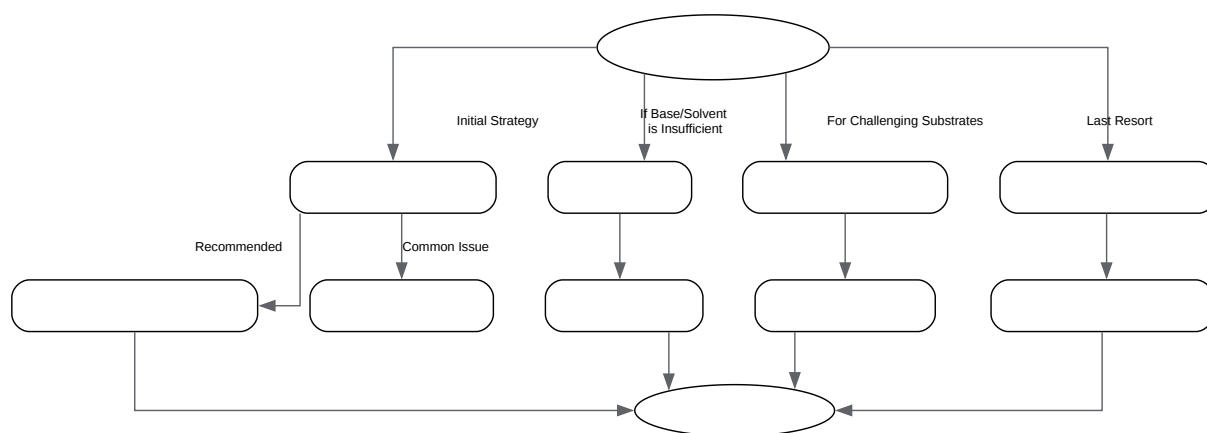 Initial Strategy
If Base/Solvent
is Insufficient
For Challenging Substrates
Last Resort
Recommended
Common Issue